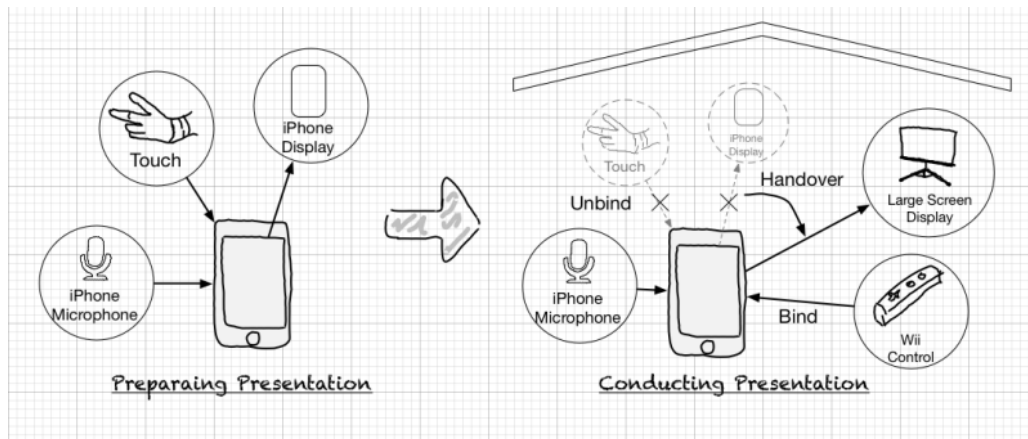 Touch
iPhone
Display
iPhone
Microphone
Preparaing Presentation
Touch
iPhone
Display
Unbind
Handover
Large Screen
Display
iPhone
Microphone
Bind
Wii
Control
Conducting Presentation